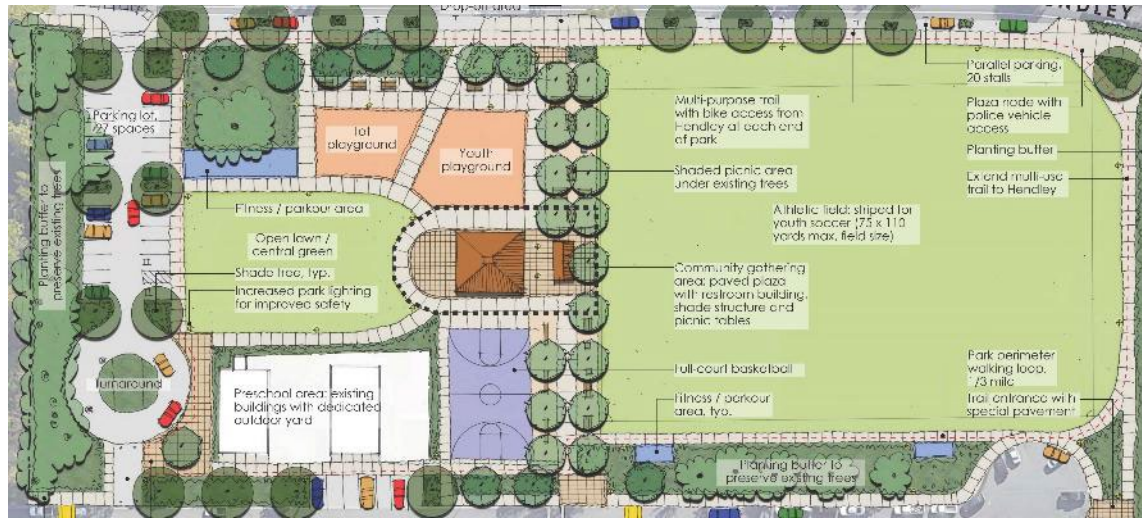 Drop-off area
HENDLEY
Parking lot,
27 spaces
Planting buffer to
preserve existing trees
Tot
playground
Youth
playground
Fitness / parkour area
Open lawn /
central green
Shade tree, typ.
Increased park lighting
for improved safety
Turnaround
Preschool area: existing
buildings with dedicated
outdoor yard
Multi-purpose trail
with bike access from
Hendley at each end
of park
Shaded picnic area
under existing trees
Athletic field: striped for
youth soccer (75 x 110
yards max. field size)
Community gathering
area: paved plaza
with restroom building,
shade structure and
picnic tables
Full-court basketball
Fitness / parkour
area, typ.
Planting buffer to
preserve existing trees
Parallel parking,
20 stalls
Plaza node with
police vehicle
access
Planting buffer
Extend multi-use
trail to Hendley
Park perimeter
walking loop,
1/3 mile
Trail entrance with
special pavement